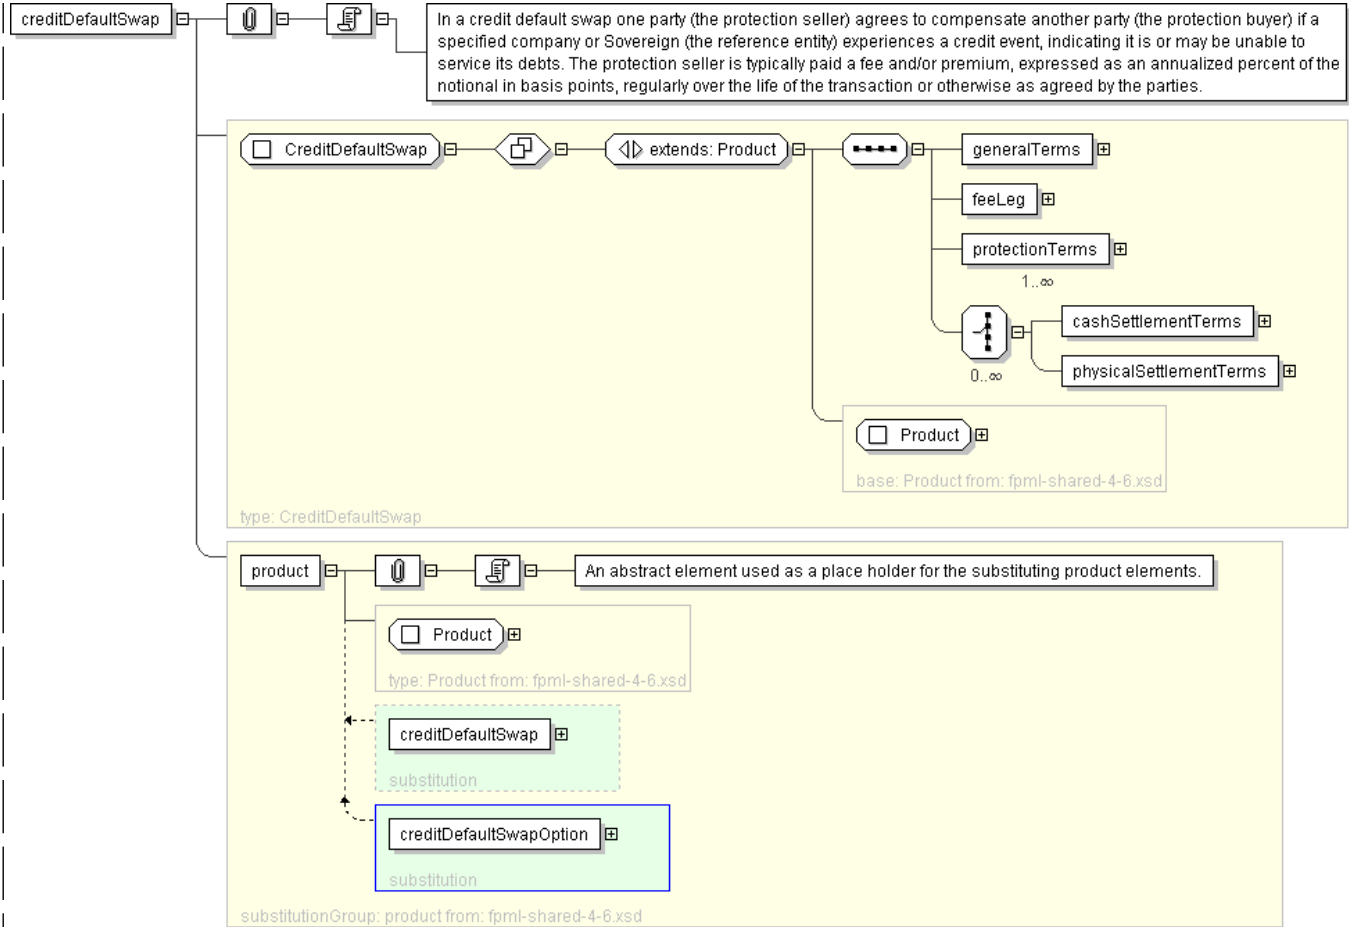 creditDefaultSwap
In a credit default swap one party (the protection seller) agrees to compensate another party (the protection buyer) if a
specified company or Sovereign (the reference entity) experiences a credit event, indicating it is or may be unable to
service its debts. The protection seller is typically paid a fee and/or premium, expressed as an annualized percent of the
notional in basis points, regularly over the life of the transaction or otherwise as agreed by the parties.
CreditDefaultSwap
extends: Product
generalTerms
feeLeg
protectionTerms
1..∞
cashSettlementTerms
0..∞
physicalSettlementTerms
Product
base: Product from: fpml-shared-4-6.xsd
type: CreditDefaultSwap
product
An abstract element used as a place holder for the substituting product elements.
Product
type: Product from: fpml-shared-4-6.xsd
creditDefaultSwap
substitution
creditDefaultSwapOption
substitution
substitutionGroup: product from: fpml-shared-4-6.xsd